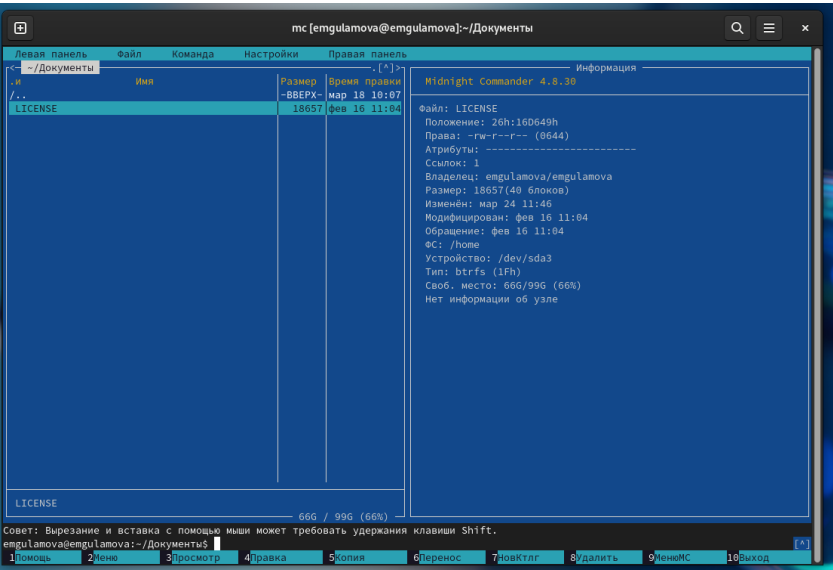 mc [emgulamova@emgulamova]:~/Документы
Левая панель Файл Команда Настройки Правая панель
<─ ~/Документы .[^]>
.и Имя Размер Время правки
/.. -ВВЕРХ- мар 18 10:07
LICENSE 18657 фев 16 11:04
LICENSE
66G / 99G (66%)
Информация
Midnight Commander 4.8.30
Файл: LICENSE
Положение: 26h:16D649h
Права: -rw-r--r-- (0644)
Атрибуты: -------------------------
Ссылок: 1
Владелец: emgulamova/emgulamova
Размер: 18657(40 блоков)
Изменён: мар 24 11:46
Модифицирован: фев 16 11:04
Обращение: фев 16 11:04
ФС: /home
Устройство: /dev/sda3
Тип: btrfs (1Fh)
Своб. место: 66G/99G (66%)
Нет информации об узле
Совет: Вырезание и вставка с помощью мыши может требовать удержания клавиши Shift.
emgulamova@emgulamova:~/Документы$ [^]
1Помощь 2Меню 3Просмотр 4Правка 5Копия 6Перенос 7НовКтлг 8Удалить 9МенюMC 10Выход